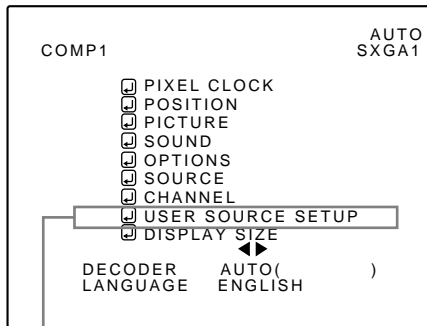 AUTO
COMP1 SXGA1
PIXEL CLOCK
POSITION
PICTURE
SOUND
OPTIONS
SOURCE
CHANNEL
USER SOURCE SETUP
DISPLAY SIZE
DECODER AUTO( )
LANGUAGE ENGLISH